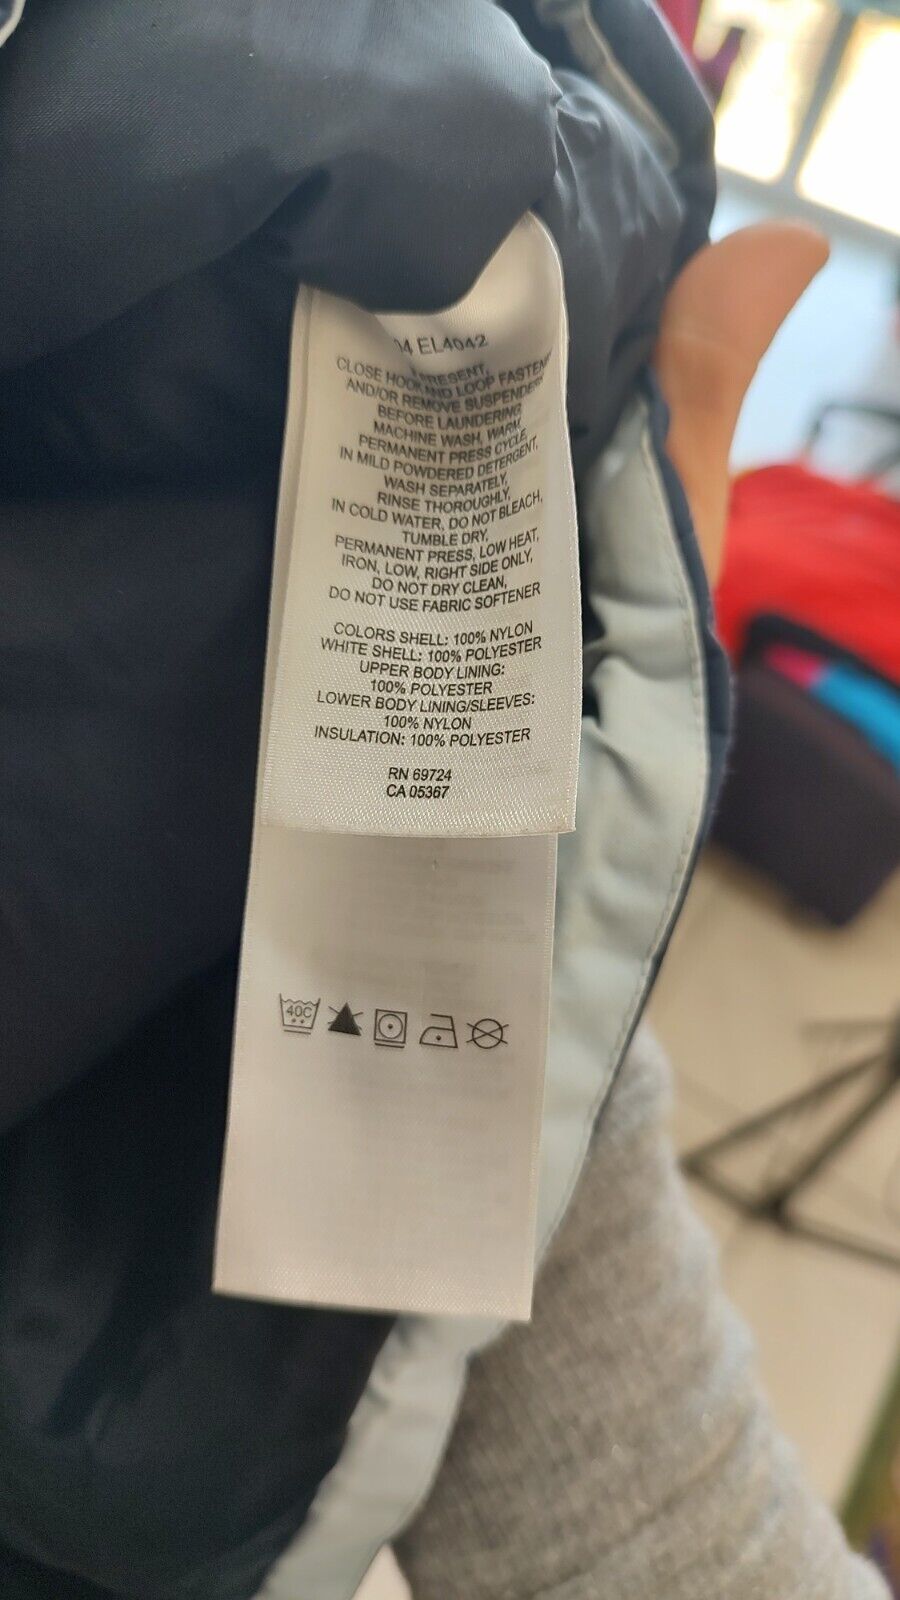 04 EL4042
PRESENT,
CLOSE HOOK AND LOOP
AND/OR REMOVE SUSPENDERS
BEFORE LAUNDERING
MACHINE WASH, WARM,
PERMANENT PRESS CYCLE,
IN MILD POWDERED DETERGENT,
WASH SEPARATELY,
RINSE THOROUGHLY,
IN COLD WATER, DO NOT BLEACH,
TUMBLE DRY,
PERMANENT PRESS, LOW HEAT,
IRON, LOW, RIGHT SIDE ONLY,
DO NOT DRY CLEAN,
DO NOT USE FABRIC SOFTENER
COLORS SHELL: 100% NYLON
WHITE SHELL: 100% POLYESTER
UPPER BODY LINING:
100% POLYESTER
LOWER BODY LINING/SLEEVES:
100% NYLON
INSULATION: 100% POLYESTER
RN 69724
CA 05367
40C